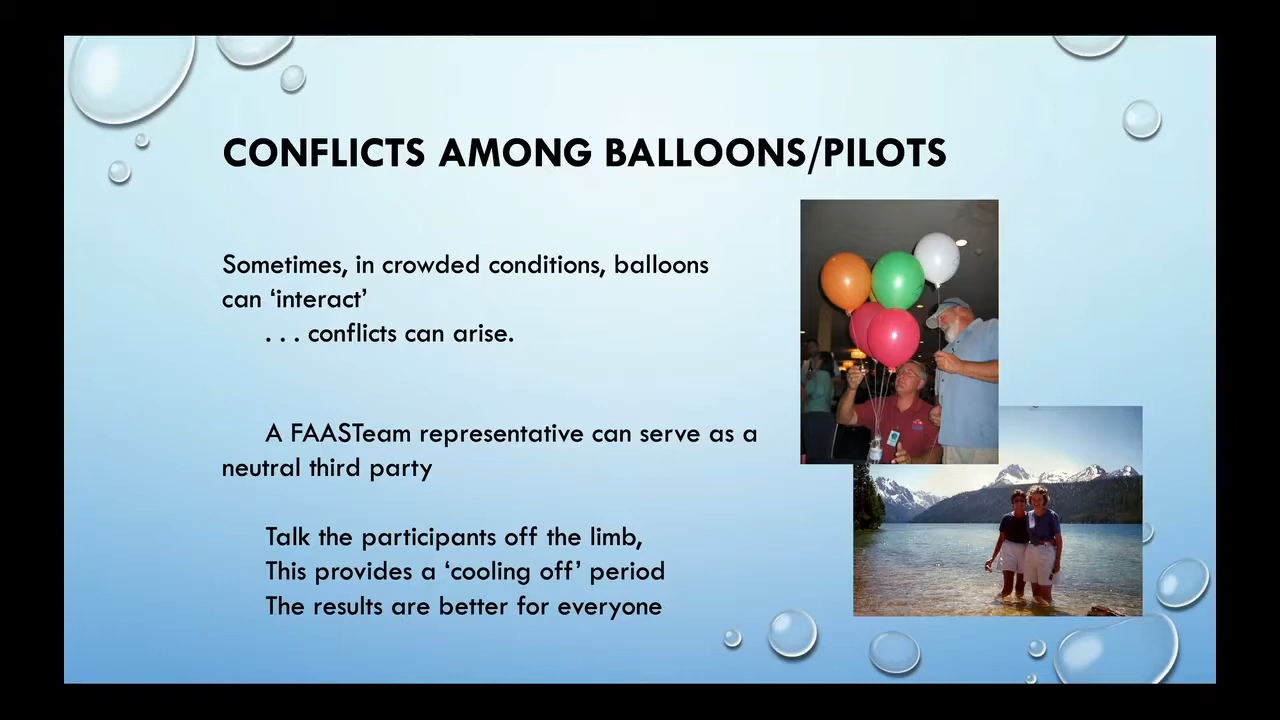 CONFLICTS AMONG BALLOONS/PILOTS
Sometimes, in crowded conditions, balloons
can ‘interact’
. . . conflicts can arise.
A FAASTeam representative can serve as a
neutral third party
Talk the participants off the limb,
This provides a ‘cooling off’ period
The results are better for everyone